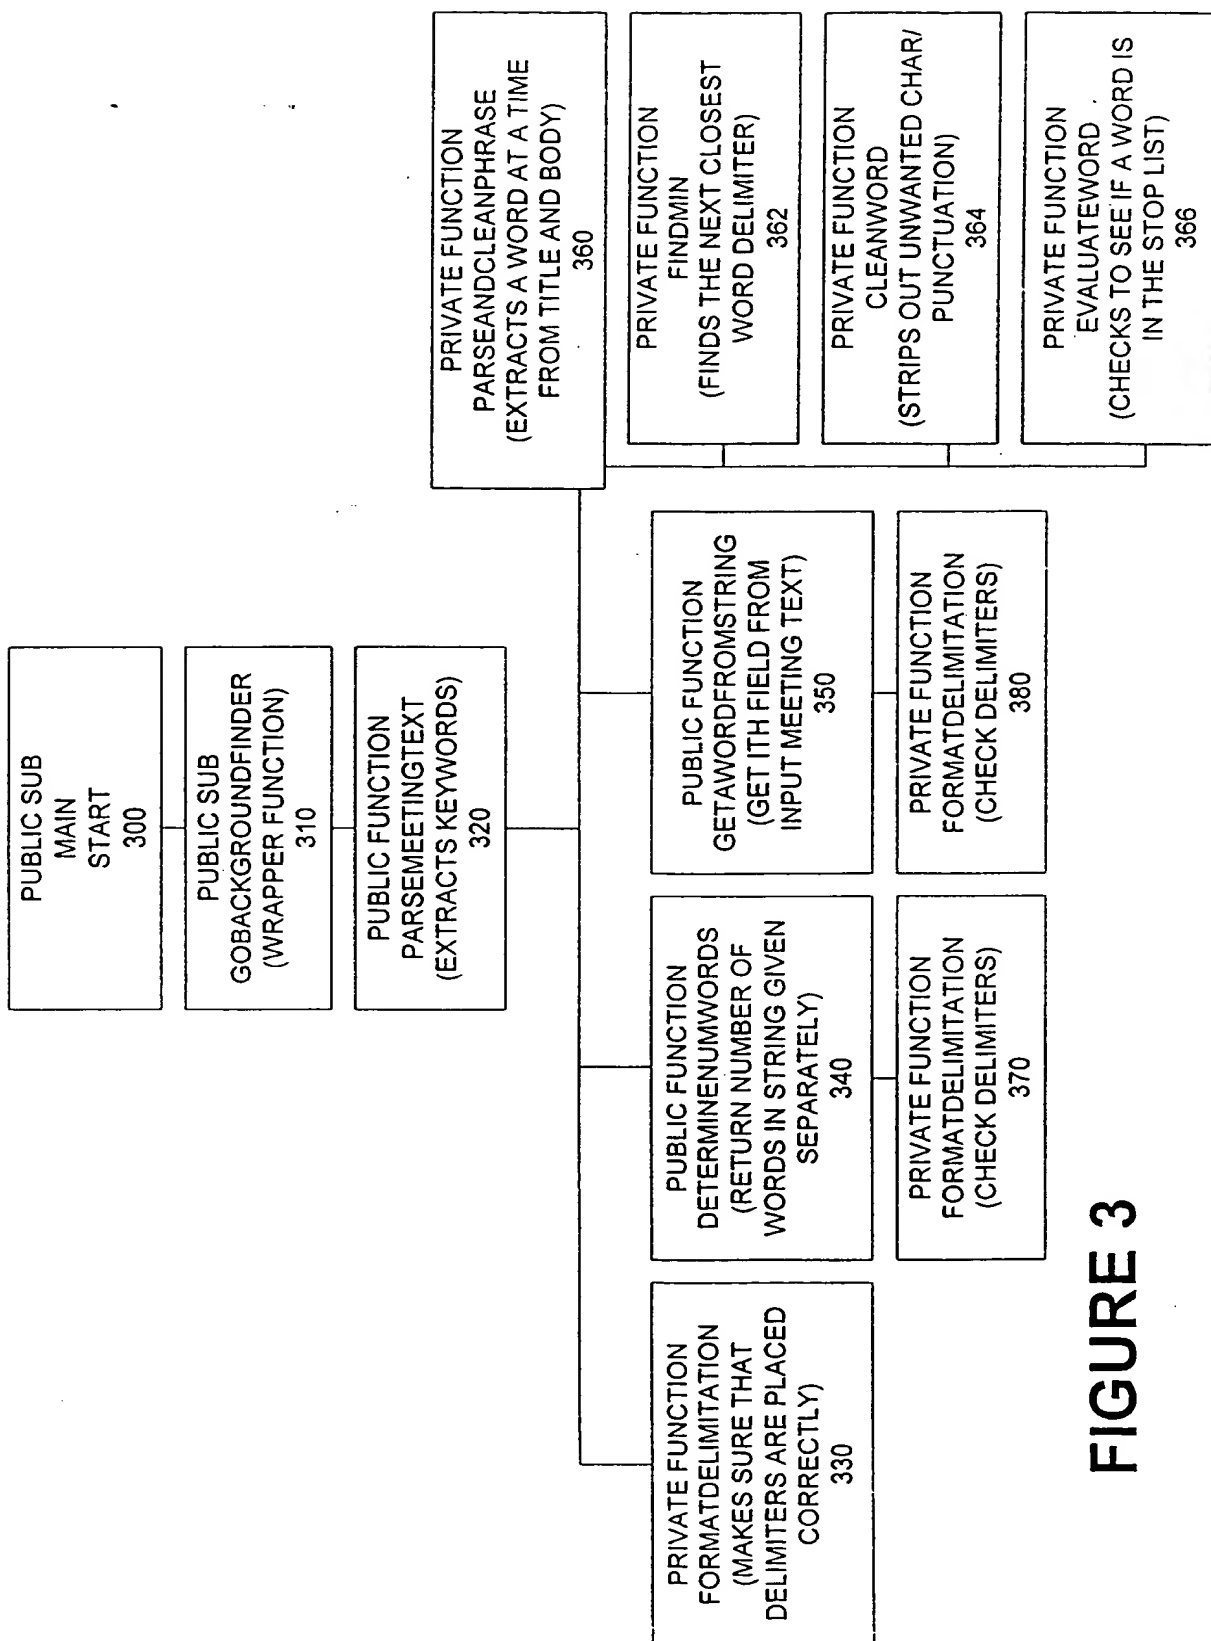 PUBLIC SUB
MAIN
START
300
PUBLIC SUB
GOBACKGROUNDFINDER
(WRAPPER FUNCTION)
310
PUBLIC FUNCTION
PARSEMEETINGTEXT
(EXTRACTS KEYWORDS)
320
PRIVATE FUNCTION
FORMATDELIMITATION
(MAKES SURE THAT
DELIMITERS ARE PLACED
CORRECTLY)
330
PUBLIC FUNCTION
DETERMINENUMWORDS
(RETURN NUMBER OF
WORDS IN STRING GIVEN
SEPARATELY)
340
PRIVATE FUNCTION
FORMATDELIMITATION
(CHECK DELIMITERS)
370
PUBLIC FUNCTION
GETAWORDFROMSTRING
(GET ITH FIELD FROM
INPUT MEETING TEXT)
350
PRIVATE FUNCTION
FORMATDELIMITATION
(CHECK DELIMITERS)
380
PRIVATE FUNCTION
PARSEANDCLEANPHRASE
(EXTRACTS A WORD AT A TIME
FROM TITLE AND BODY)
360
PRIVATE FUNCTION
FINDMIN
(FINDS THE NEXT CLOSEST
WORD DELIMITER)
362
PRIVATE FUNCTION
CLEANWORD
(STRIPS OUT UNWANTED CHAR/
PUNCTUATION)
364
PRIVATE FUNCTION
EVALUATEWORD
(CHECKS TO SEE IF A WORD IS
IN THE STOP LIST)
366
FIGURE 3